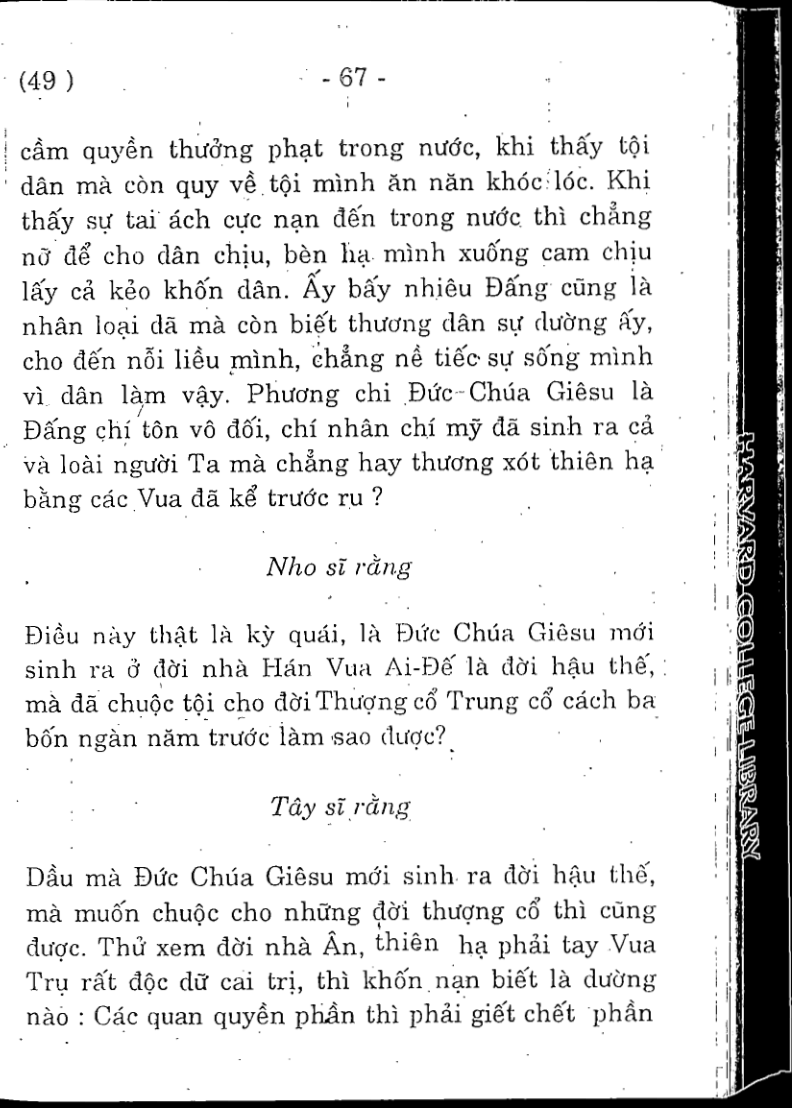 (49 ) - 67 -
cầm quyền thưởng phạt trong nước, khi thấy tội
dân mà còn quy về tội mình ăn năn khóc lóc. Khi
thấy sự tai ách cực nạn đến trong nước thì chẳng
nỡ để cho dân chịu, bèn hạ mình xuống cam chịu
lấy cả kẻo khốn dân. Ấy bấy nhiêu Đấng cũng là
nhân loại dã mà còn biết thương dân sự dường ấy,
cho đến nỗi liều mình, chẳng nề tiếc sự sống mình
vì dân làm vậy. Phương chi Đức-Chúa Giêsu là
Đấng chí tôn vô đối, chí nhân chí mỹ đã sinh ra cả
và loài người Ta mà chẳng hay thương xót thiên hạ
bằng các Vua đã kể trước ru ?
Nho sĩ rằng
Điều này thật là kỳ quái, là Đức Chúa Giêsu mới
sinh ra ở đời nhà Hán Vua Ai-Đế là đời hậu thế,
mà đã chuộc tội cho đời Thượng cổ Trung cổ cách ba
bốn ngàn năm trước làm sao được?
Tây sĩ rằng
Dầu mà Đức Chúa Giêsu mới sinh ra đời hậu thế,
mà muốn chuộc cho những đời thượng cổ thì cũng
được. Thử xem đời nhà Ân, thiên hạ phải tay Vua
Trụ rất độc dữ cai trị, thì khốn nạn biết là dường
nào : Các quan quyền phần thì phải giết chết phần
HARVARD COLLEGE LIBRARY